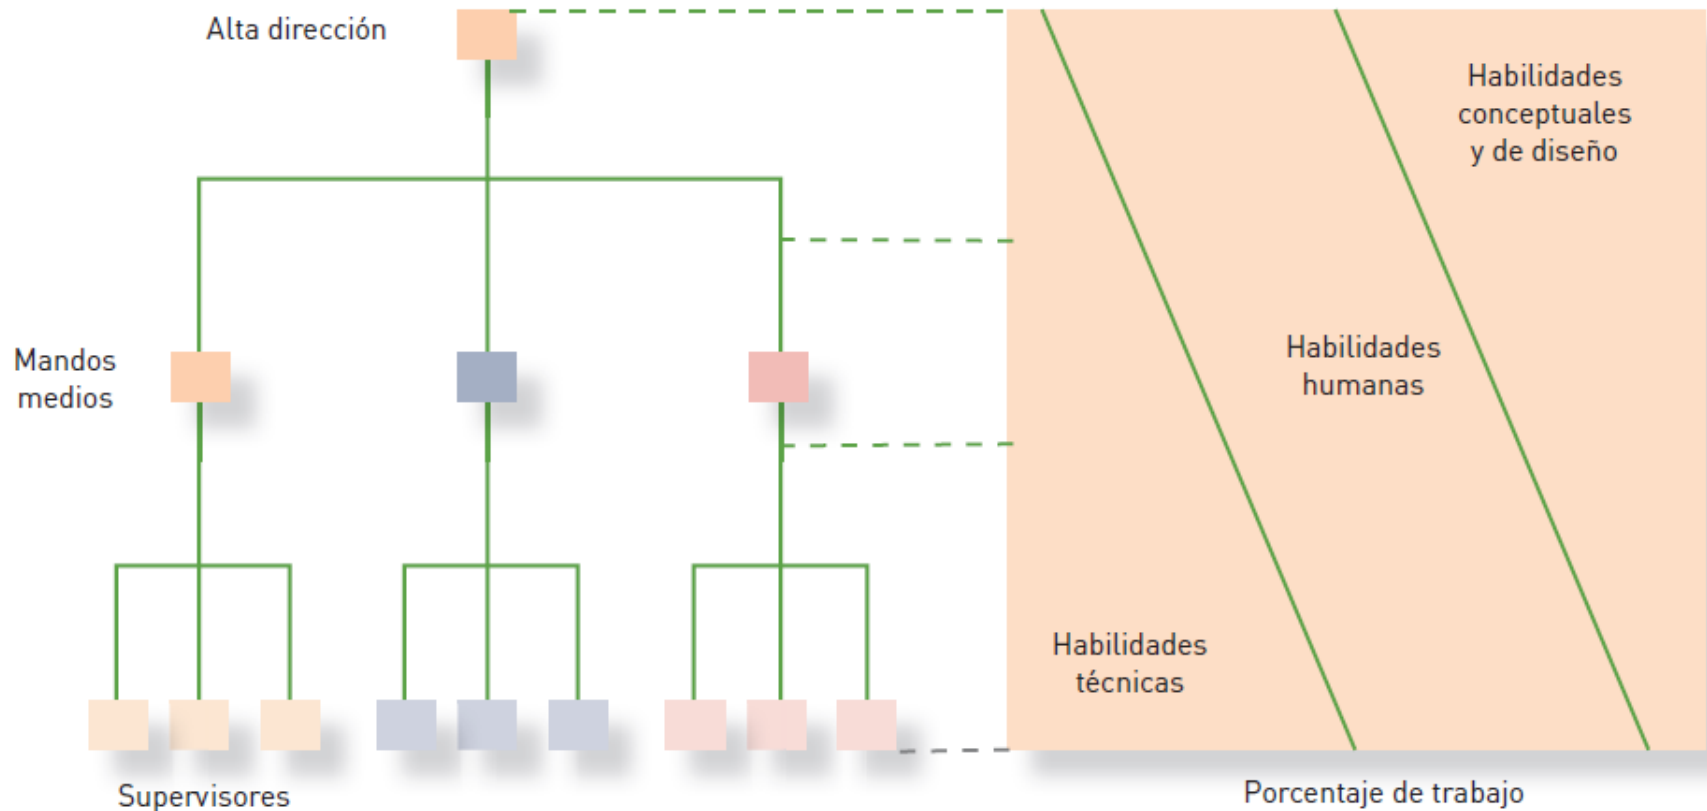 Alta dirección
Habilidades
conceptuales
y de diseño
Mandos
medios
Habilidades
humanas
Habilidades
técnicas
Supervisores
Porcentaje de trabajo